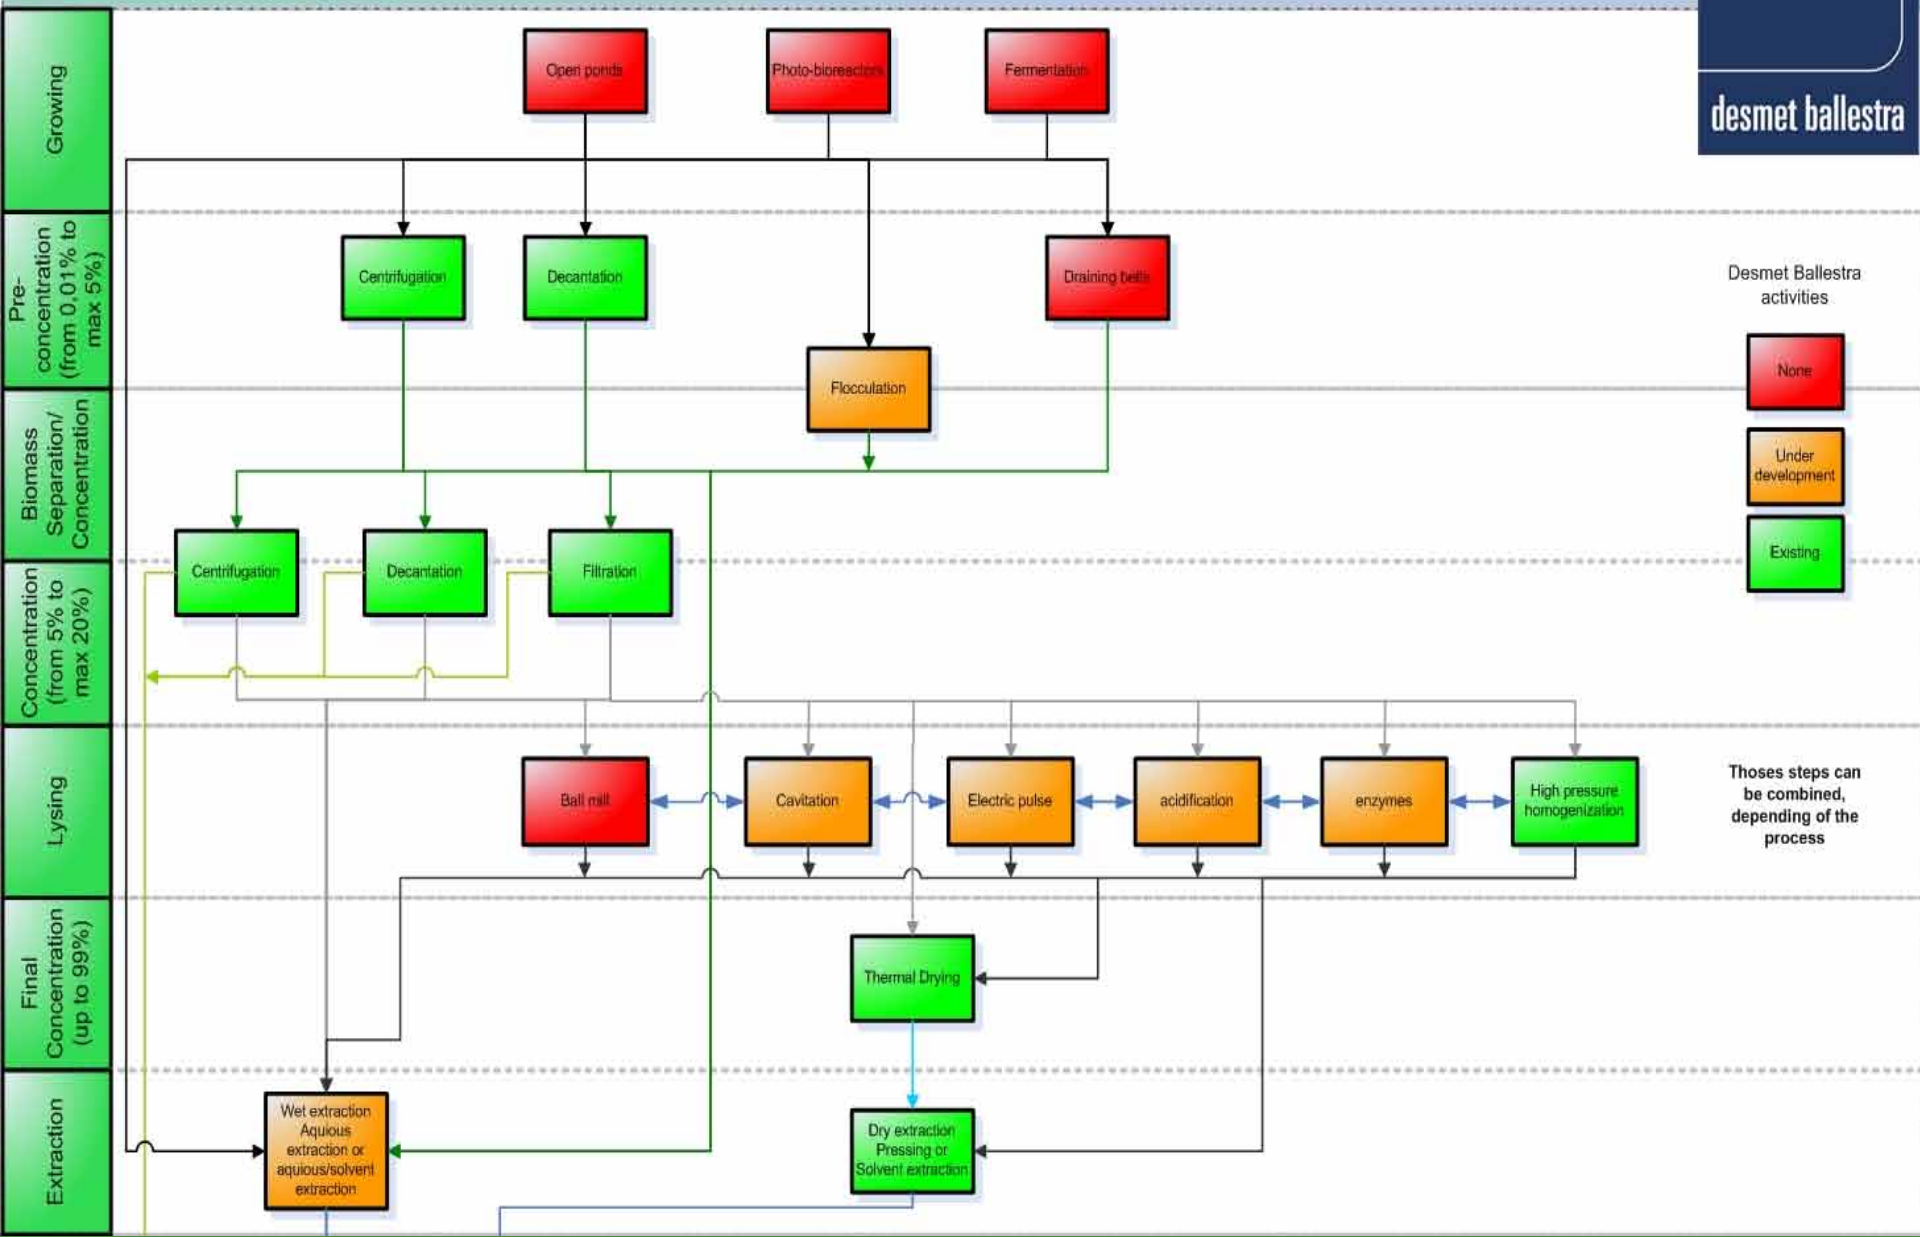 Growing
Open ponds
Photo-bioreactors
Fermentation
desmet ballestra
Pre-
concentration
(from 0,01% to
max 5%)
Centrifugation
Decantation
Draining belts
Flocculation
Desmet Ballestra
activities
None
Under
development
Existing
Biomass
Separation/
Concentration
Centrifugation
Decantation
Filtration
Concentration
(from 5% to
max 20%)
Lysing
Ball mill
Cavitation
Electric pulse
acidification
enzymes
High pressure
homogenization
Thoses steps can
be combined,
depending of the
process
Final
Concentration
(up to 99%)
Thermal Drying
Extraction
Wet extraction
Aquious
extraction or
aquious/solvent
extraction
Dry extraction
Pressing or
Solvent extraction